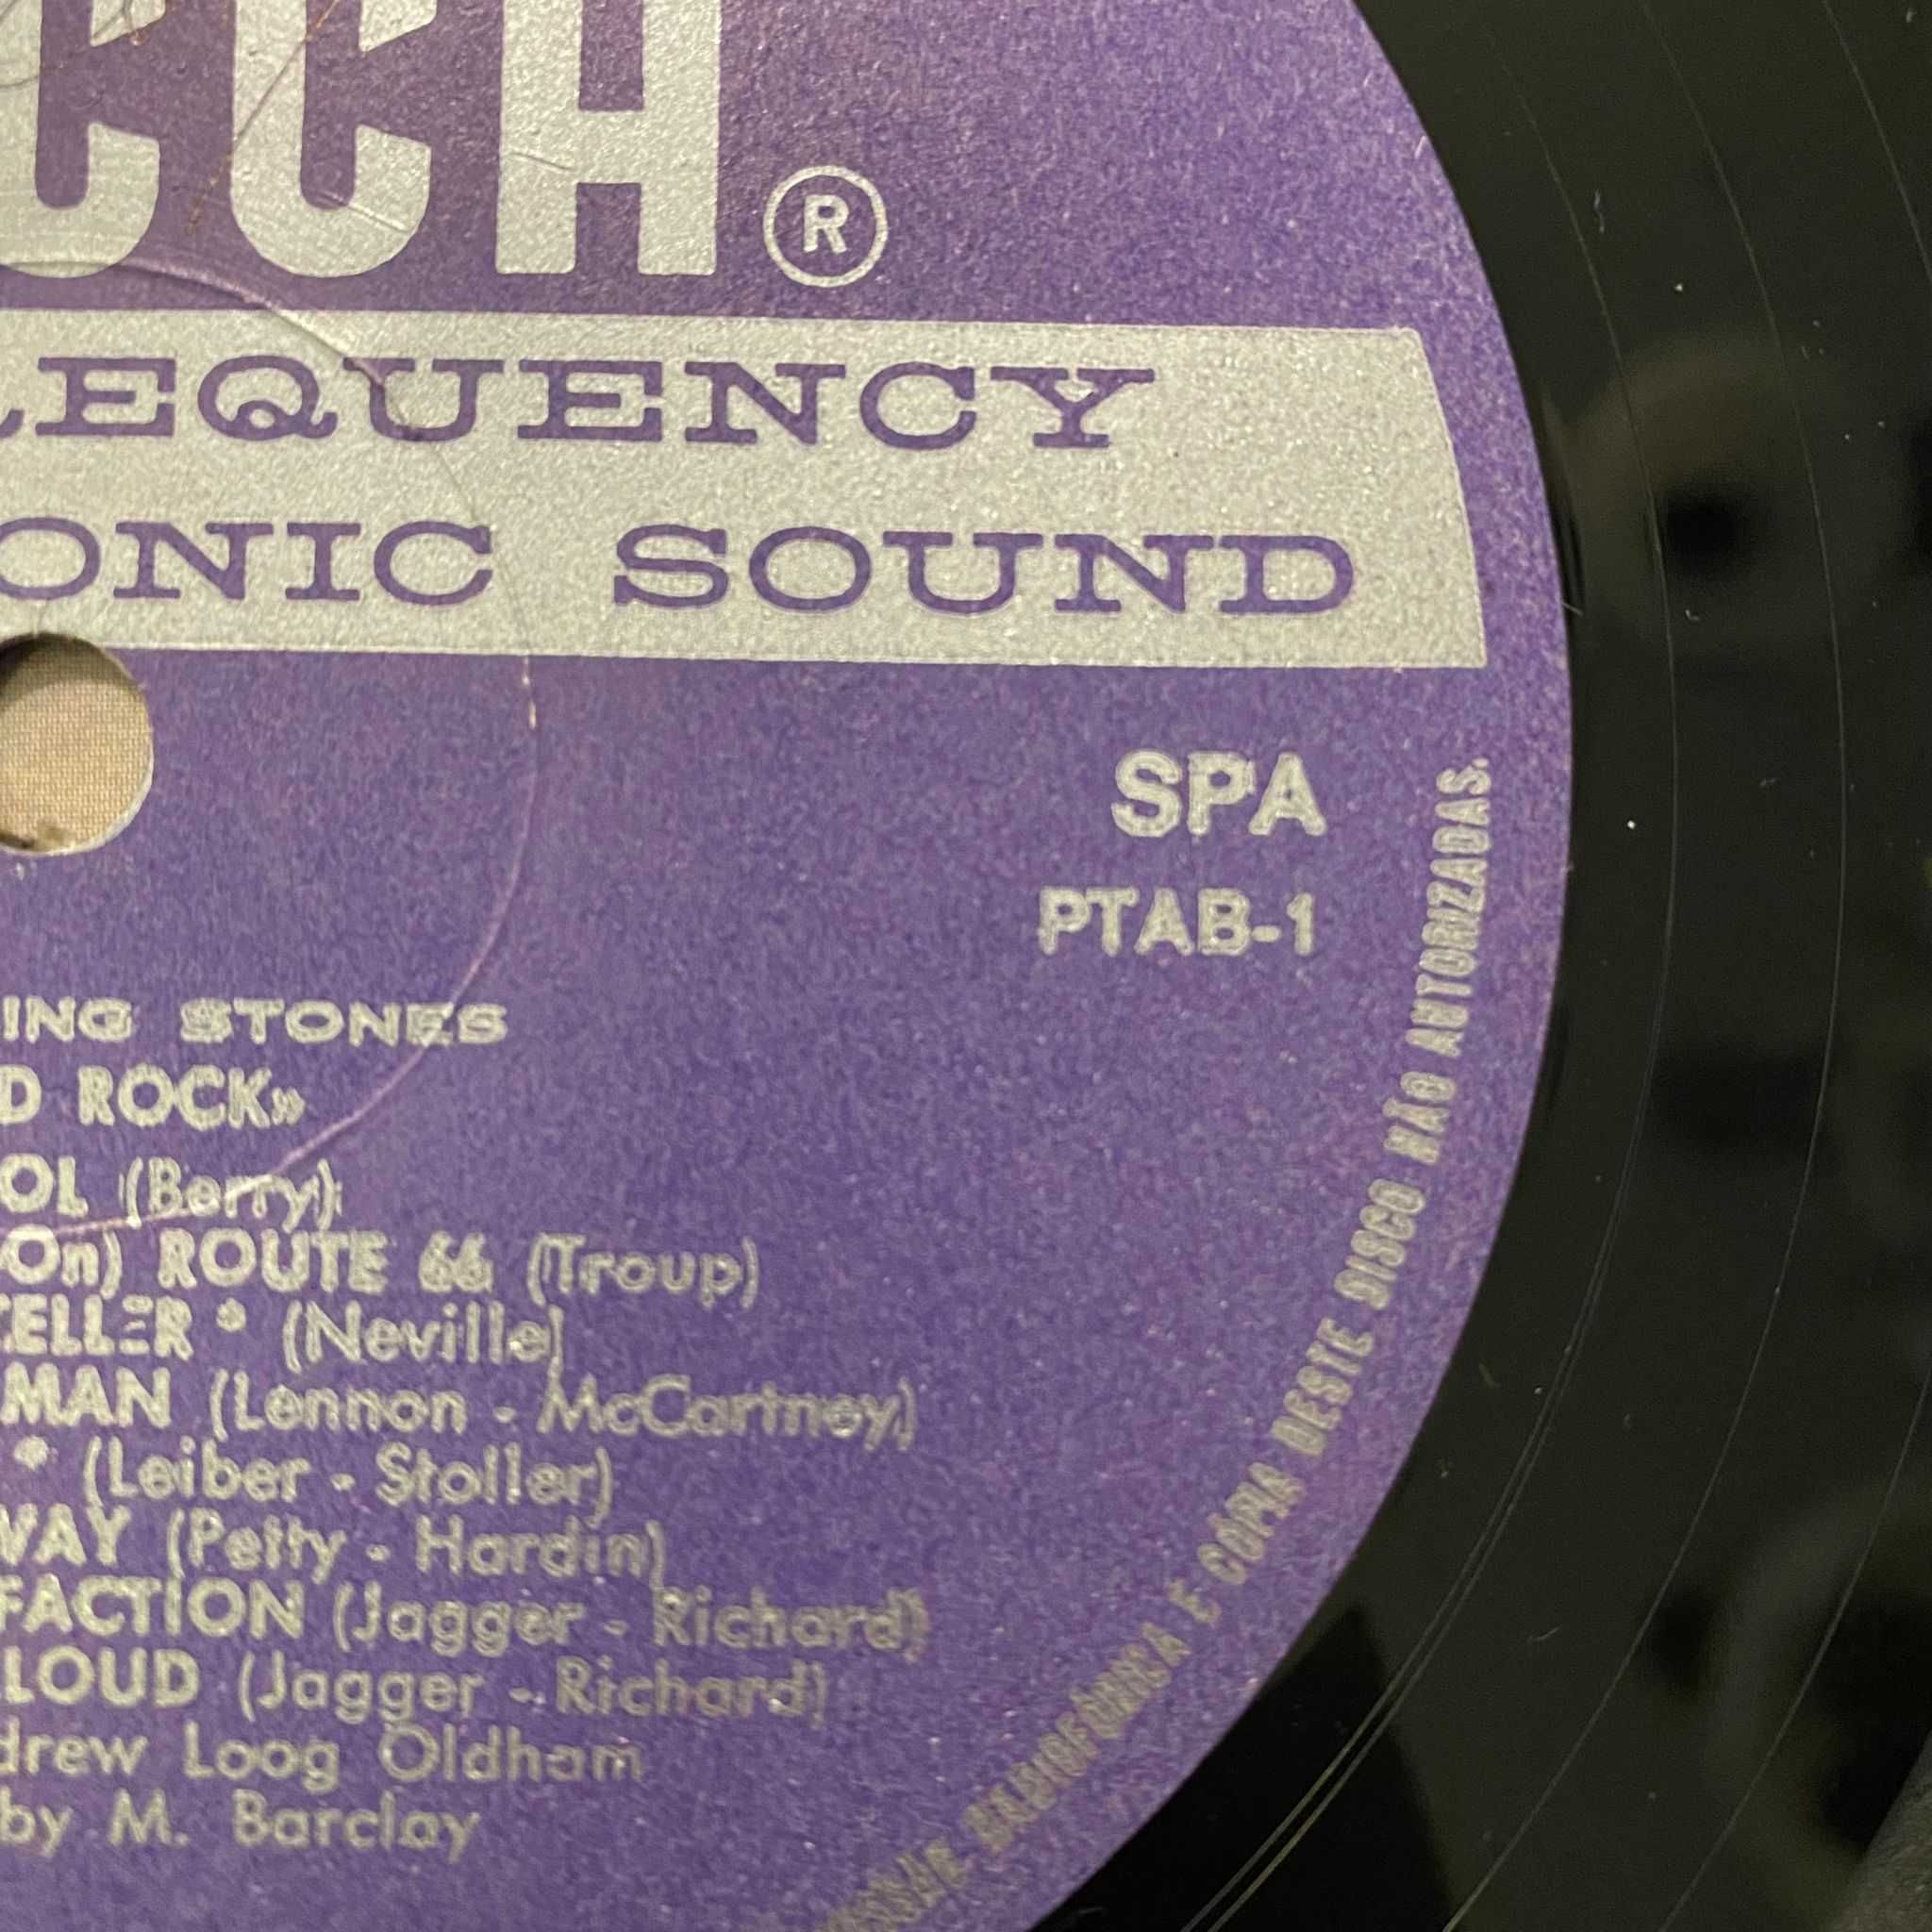 CCA®
LEQUENCY
ONIC SOUND
SPA
PTAB-1
ING STONES
D ROCK»
OL (Berry)
On) ROUTE 66 (Troup)
ELLER * (Neville)
MAN (Lennon - McCartney)
* (Leiber - Stoller)
WAY (Petty - Hardin)
FACTION (Jagger - Richard)
LOUD (Jagger - Richard)
drew Loog Oldham
by M. Barclay
RADIOFÓNICA E CÓPIA DESTE DISCO NÃO AUTORIZADAS.